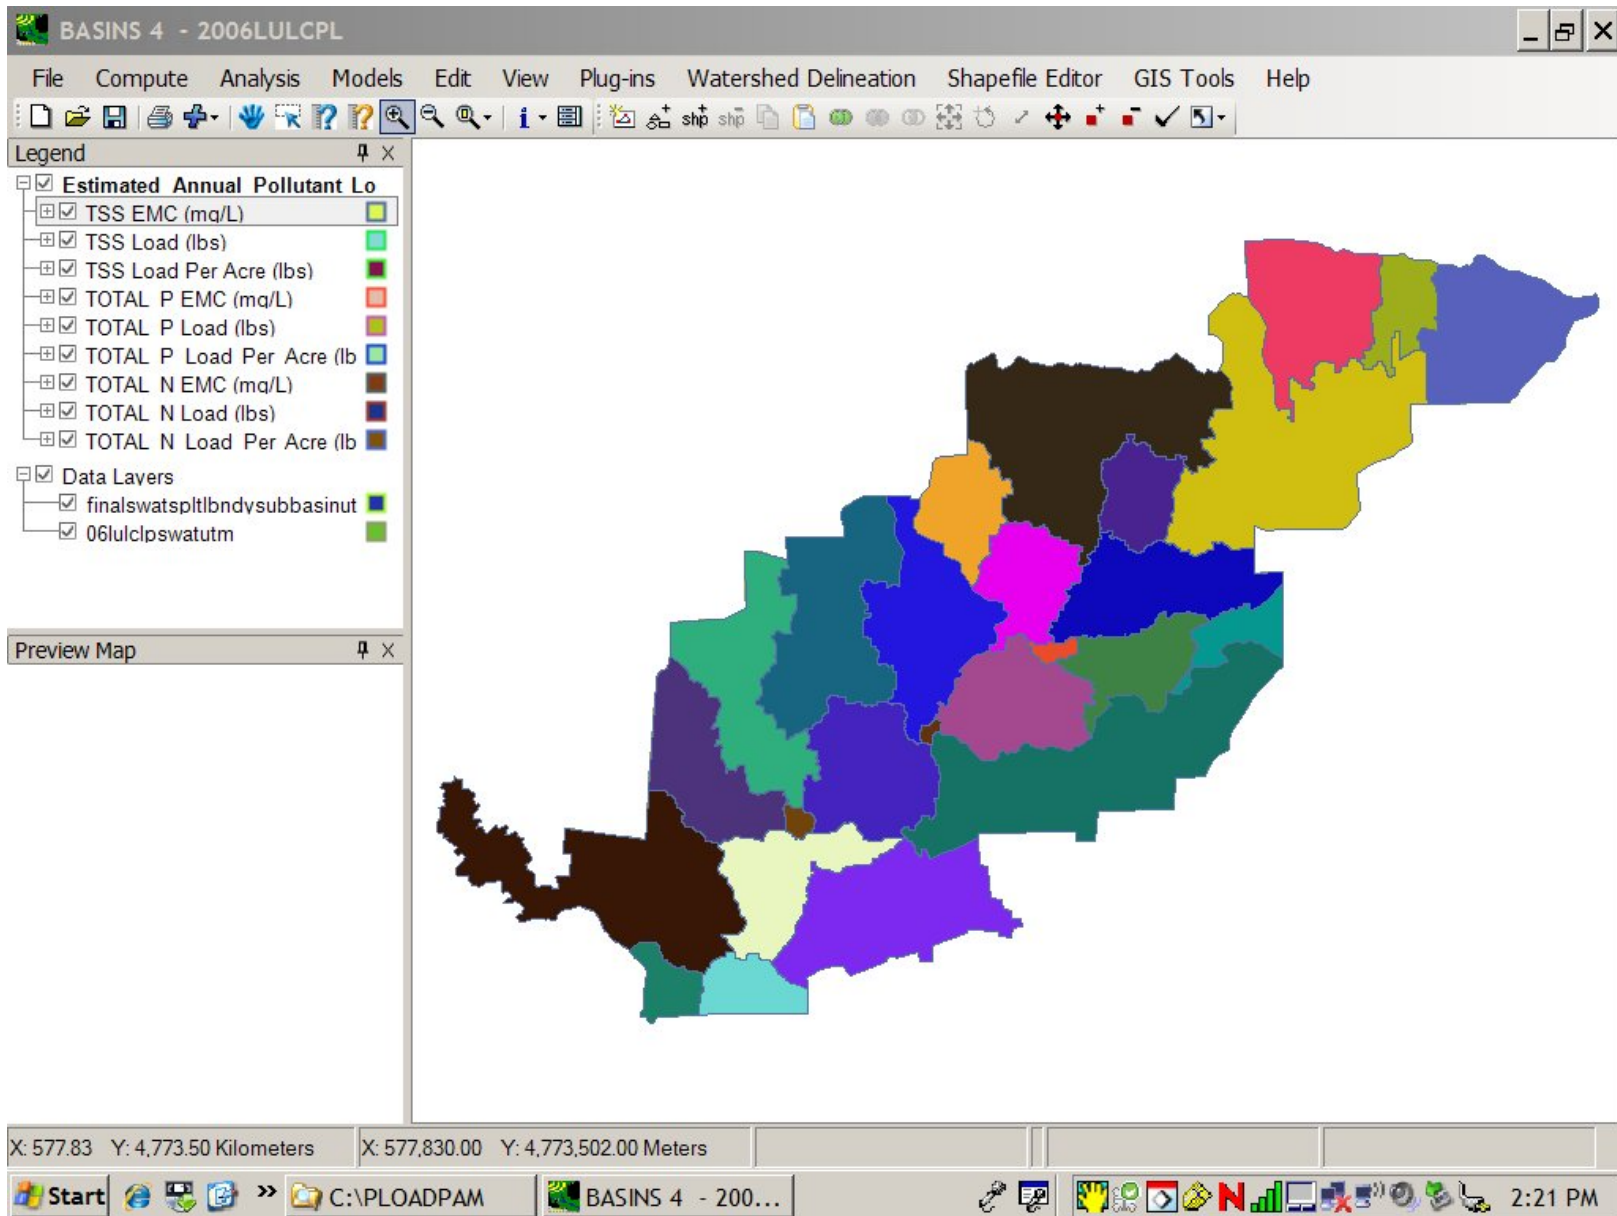 BASINS 4 - 2006LULCPL
File Compute Analysis Models Edit View Plug-ins Watershed Delineation Shapefile Editor GIS Tools Help
shp shp
Legend
Estimated Annual Pollutant Lo
TSS EMC (mg/L)
TSS Load (lbs)
TSS Load Per Acre (lbs)
TOTAL P EMC (mg/L)
TOTAL P Load (lbs)
TOTAL P Load Per Acre (lb
TOTAL N EMC (mg/L)
TOTAL N Load (lbs)
TOTAL N Load Per Acre (lb
Data Layers
finalswatspltlbndysubbasinut
06lulclpswatutm
Preview Map
X: 577.83 Y: 4,773.50 Kilometers X: 577,830.00 Y: 4,773,502.00 Meters
Start » C:\PLOADPAM BASINS 4 - 200... N 2:21 PM